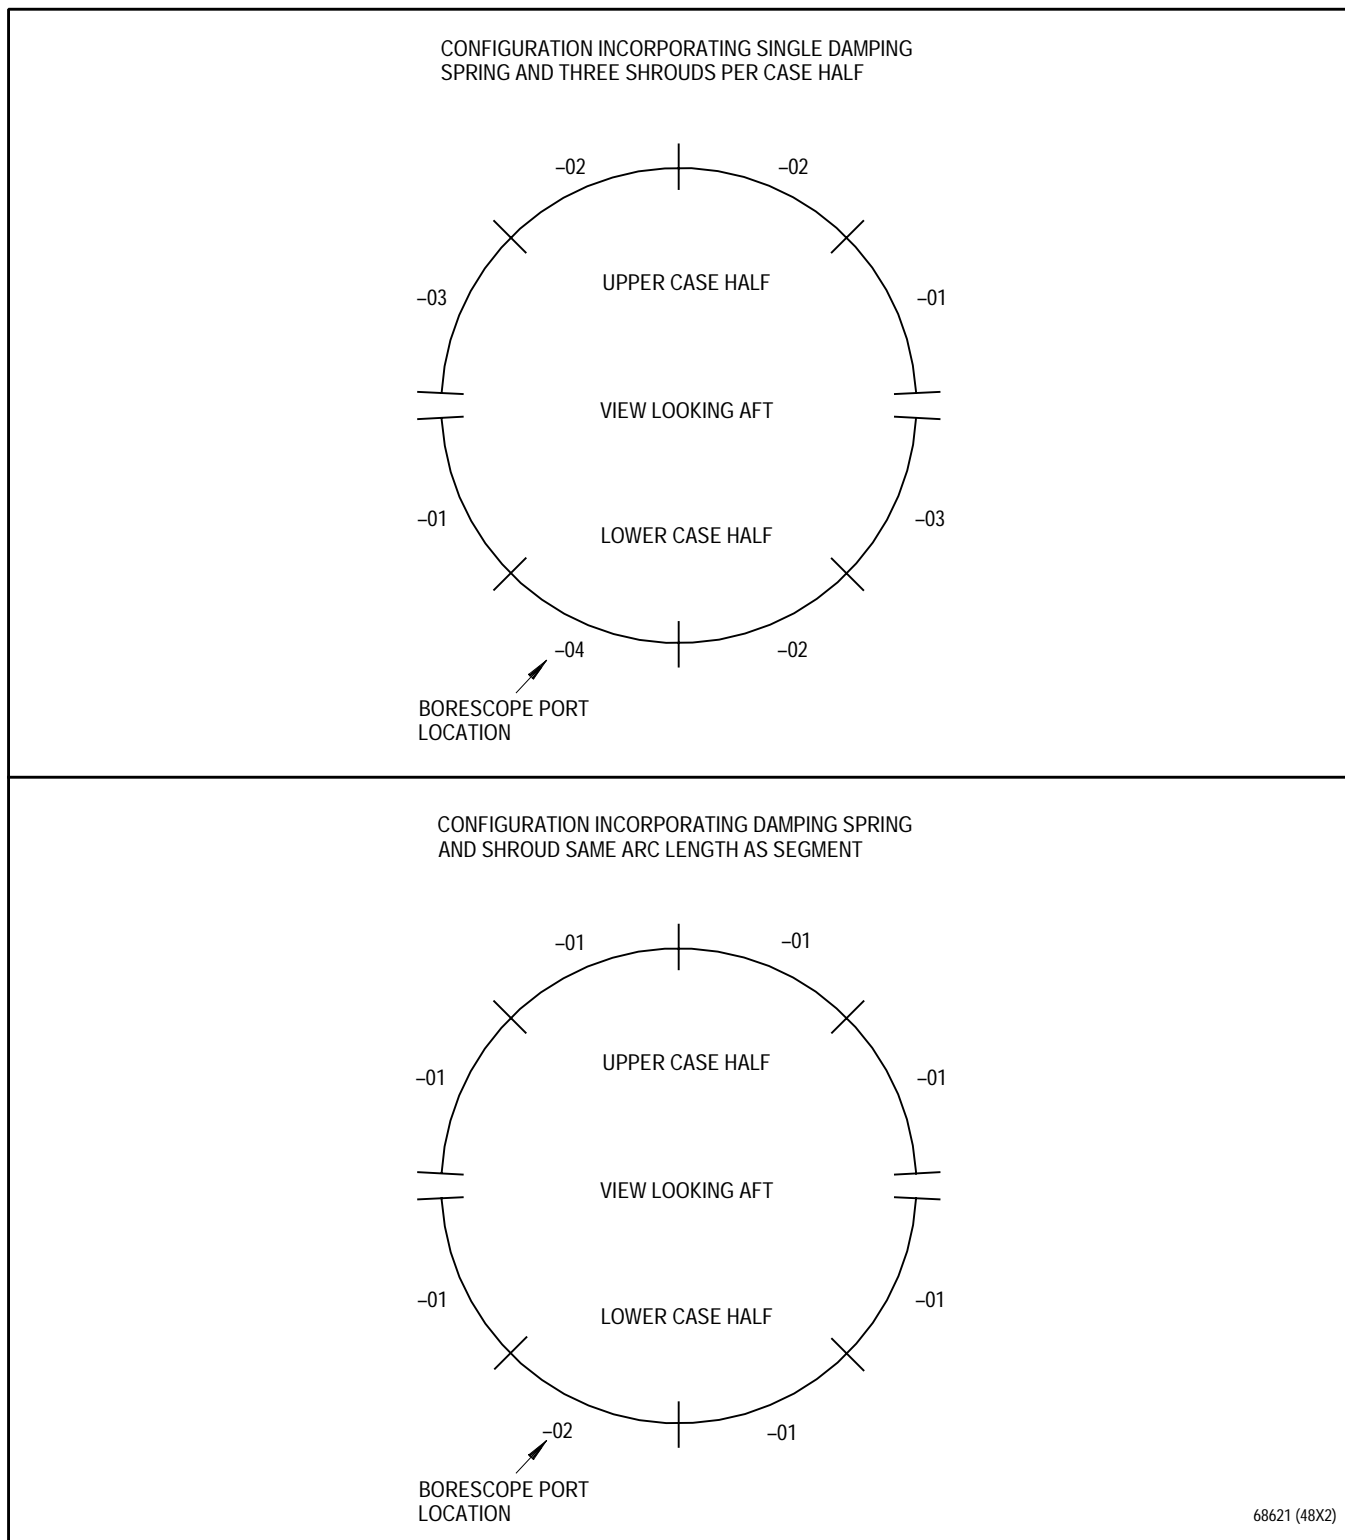 CONFIGURATION INCORPORATING SINGLE DAMPING
SPRING AND THREE SHROUDS PER CASE HALF
–02
–02
UPPER CASE HALF
–03
–01
VIEW LOOKING AFT
–01
–03
LOWER CASE HALF
–04
–02
BORESCOPE PORT
LOCATION
CONFIGURATION INCORPORATING DAMPING SPRING
AND SHROUD SAME ARC LENGTH AS SEGMENT
–01
–01
UPPER CASE HALF
–01
–01
VIEW LOOKING AFT
–01
–01
LOWER CASE HALF
–02
–01
BORESCOPE PORT
LOCATION
68621 (48X2)